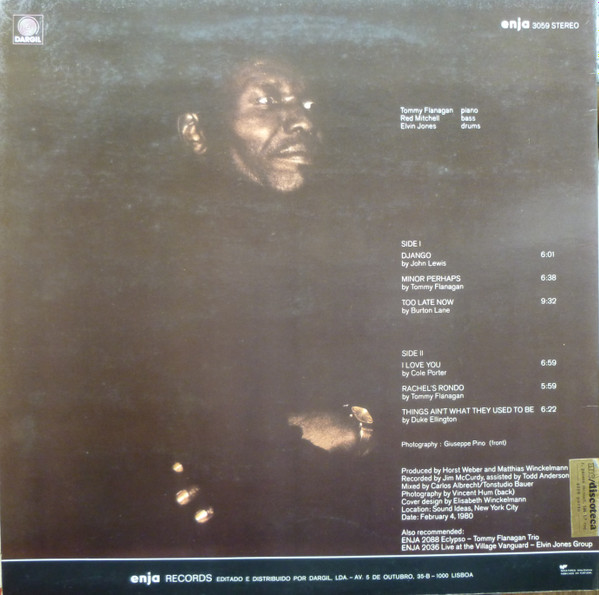 DARGIL
enja 3059 STEREO
Tommy Flanagan piano
Red Mitchell bass
Elvin Jones drums
SIDE I
DJANGO 6:01
by John Lewis
MINOR PERHAPS 6:38
by Tommy Flanagan
TOO LATE NOW 9:32
by Burton Lane
SIDE II
I LOVE YOU 6:59
by Cole Porter
RACHEL'S RONDO 5:59
by Tommy Flanagan
THINGS AIN'T WHAT THEY USED TO BE 6:22
by Duke Ellington
Photography : Giuseppe Pino (front)
Produced by Horst Weber and Matthias Winckelmann
Recorded by Jim McCurdy, assisted by Todd Anderson
Mixed by Carlos Albrecht/Tonstudio Bauer
Photography by Vincent Hum (back)
Cover design by Elisabeth Winckelmann
Location: Sound Ideas, New York City
Date: February 4, 1980
Also recommended:
ENJA 2088 Eclypso – Tommy Flanagan Trio
ENJA 2036 Live at the Village Vanguard – Elvin Jones Group
discoteca
enja RECORDS EDITADO E DISTRIBUIDO POR DARGIL, LDA. – AV. 5 DE OUTUBRO, 35-B – 1000 LISBOA